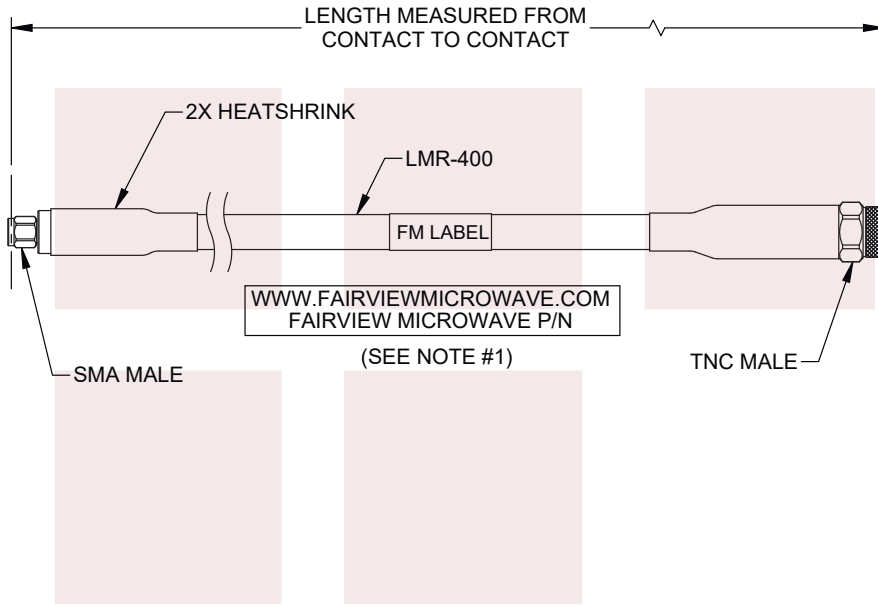 LENGTH MEASURED FROM
CONTACT TO CONTACT
2X HEATSHRINK
LMR-400
FM LABEL
WWW.FAIRVIEWMICROWAVE.COM
FAIRVIEW MICROWAVE P/N
(SEE NOTE #1)
SMA MALE
TNC MALE